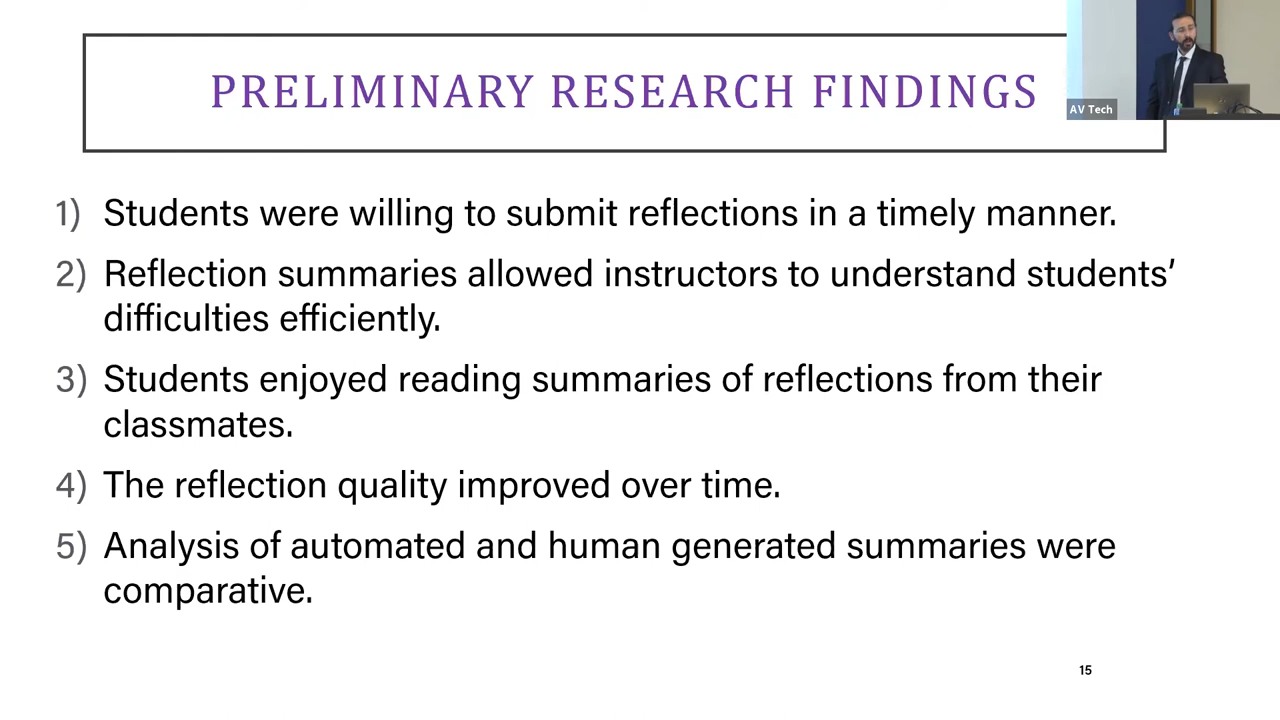 PRELIMINARY RESEARCH FINDINGS
AV Tech
1) Students were willing to submit reflections in a timely manner.
2) Reflection summaries allowed instructors to understand students’
difficulties efficiently.
3) Students enjoyed reading summaries of reflections from their
classmates.
4) The reflection quality improved over time.
5) Analysis of automated and human generated summaries were
comparative.
15